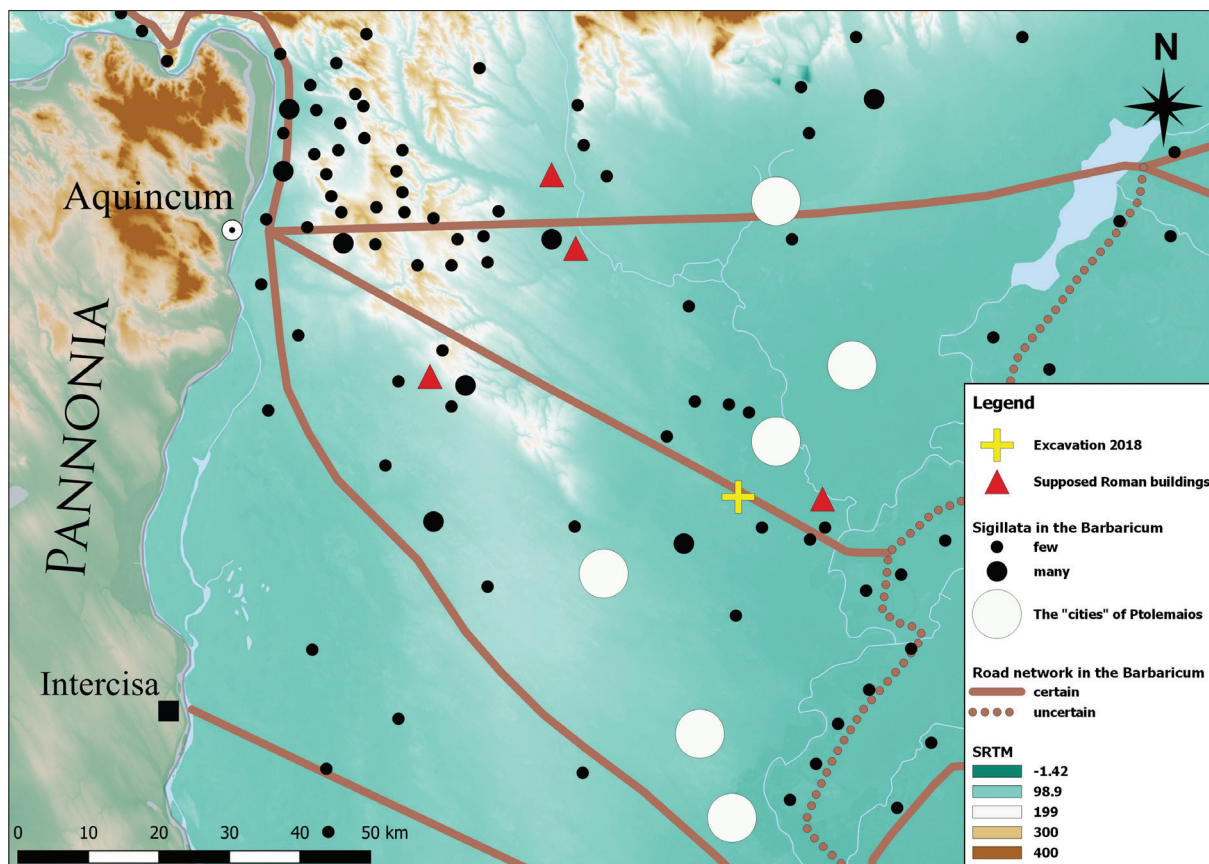 N
Aquincum
PANNONIA
Intercisa
0 10 20 30 40 50 km
Legend
Excavation 2018
Supposed Roman buildings
Sigillata in the Barbaricum
few
many
The "cities" of Ptolemaios
Road network in the Barbaricum
certain
uncertain
SRTM
-1.42
98.9
199
300
400